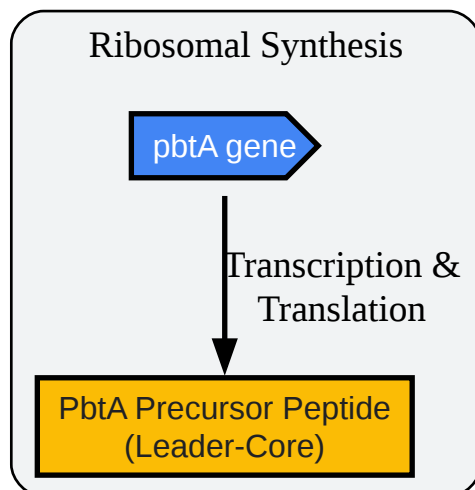 Ribosomal Synthesis
pbtA gene
Transcription &
Translation
PbtA Precursor Peptide
(Leader-Core)